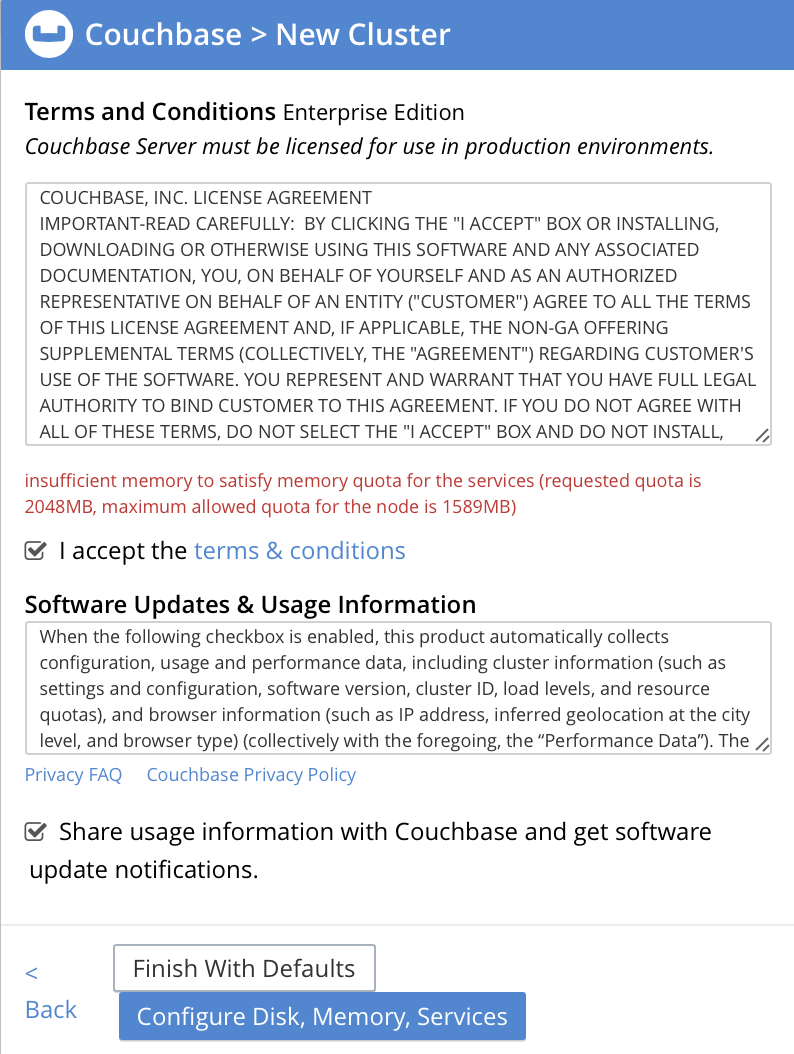 Couchbase > New Cluster
Terms and Conditions Enterprise Edition
Couchbase Server must be licensed for use in production environments.
COUCHBASE, INC. LICENSE AGREEMENT
IMPORTANT-READ CAREFULLY:  BY CLICKING THE "I ACCEPT" BOX OR INSTALLING,
DOWNLOADING OR OTHERWISE USING THIS SOFTWARE AND ANY ASSOCIATED
DOCUMENTATION, YOU, ON BEHALF OF YOURSELF AND AS AN AUTHORIZED
REPRESENTATIVE ON BEHALF OF AN ENTITY ("CUSTOMER") AGREE TO ALL THE TERMS
OF THIS LICENSE AGREEMENT AND, IF APPLICABLE, THE NON-GA OFFERING
SUPPLEMENTAL TERMS (COLLECTIVELY, THE "AGREEMENT") REGARDING CUSTOMER'S
USE OF THE SOFTWARE. YOU REPRESENT AND WARRANT THAT YOU HAVE FULL LEGAL
AUTHORITY TO BIND CUSTOMER TO THIS AGREEMENT. IF YOU DO NOT AGREE WITH
ALL OF THESE TERMS, DO NOT SELECT THE "I ACCEPT" BOX AND DO NOT INSTALL,
insufficient memory to satisfy memory quota for the services (requested quota is
2048MB, maximum allowed quota for the node is 1589MB)
I accept the terms & conditions
Software Updates & Usage Information
When the following checkbox is enabled, this product automatically collects
configuration, usage and performance data, including cluster information (such as
settings and configuration, software version, cluster ID, load levels, and resource
quotas), and browser information (such as IP address, inferred geolocation at the city
level, and browser type) (collectively with the foregoing, the “Performance Data”). The
Privacy FAQ Couchbase Privacy Policy
Share usage information with Couchbase and get software
update notifications.
< Back
Finish With Defaults
Configure Disk, Memory, Services